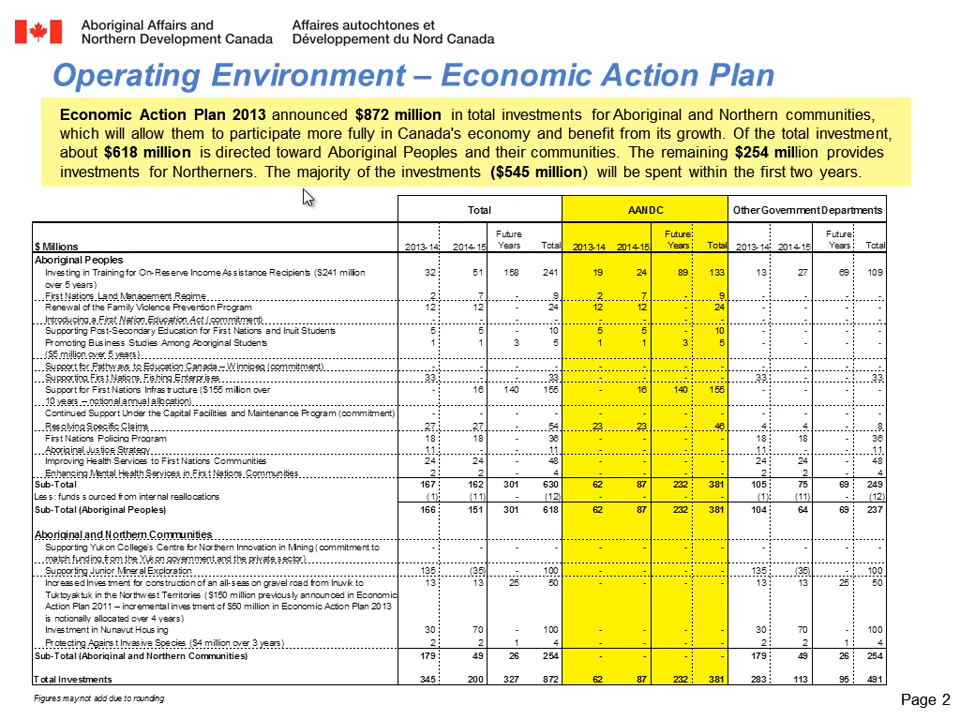 Aboriginal Affairs and Affaires autochtones et
Northern Development Canada Développement du Nord Canada
Operating Environment – Economic Action Plan
Economic Action Plan 2013 announced $872 million in total investments for Aboriginal and Northern communities,
which will allow them to participate more fully in Canada's economy and benefit from its growth. Of the total investment,
about $618 million is directed toward Aboriginal Peoples and their communities. The remaining $254 million provides
investments for Northerners. The majority of the investments ($545 million) will be spent within the first two years.
Total AANDC Other Government Departments
$ Millions 2013-14 2014-15 Future Years Total 2013-14 2014-15 Future Years Total 2013-14 2014-15 Future Years Total
Aboriginal Peoples
Investing in Training for On-Reserve Income Assistance Recipients ($241 million 32 51 158 241 19 24 89 133 13 27 69 109
over 5 years)
First Nations Land Management Regime 2 7 - 9 2 7 - 9 - - - -
Renewal of the Family Violence Prevention Program 12 12 - 24 12 12 - 24 - - - -
Introducing a First Nation Education Act (commitment) - - - - - - - - - - - -
Supporting Post-Secondary Education for First Nations and Inuit Students 5 5 - 10 5 5 - 10 - - - -
Promoting Business Studies Among Aboriginal Students 1 1 3 5 1 1 3 5 - - - -
($5 million over 5 years)
Support for Pathways to Education Canada – Winnipeg (commitment) - - - - - - - - - - - -
Supporting First Nations Fishing Enterprises 33 - - 33 - - - - 33 - - 33
Support for First Nations Infrastructure ($155 million over - 16 140 155 - 16 140 155 - - - -
10 years – notional annual allocation)
Continued Support Under the Capital Facilities and Maintenance Program (commitment) - - - - - - - - - - - -
Resolving Specific Claims 27 27 - 54 23 23 - 46 4 4 - 8
First Nations Policing Program 18 18 - 36 - - - - 18 18 - 36
Aboriginal Justice Strategy 11 - - 11 - - - - 11 - - 11
Improving Health Services to First Nations Communities 24 24 - 48 - - - - 24 24 - 48
Enhancing Mental Health Services in First Nations Communities 2 2 - 4 - - - - 2 2 - 4
Sub-Total 167 162 301 630 62 87 232 381 105 75 69 249
Less: funds sourced from internal reallocations (1) (11) - (12) - - - - (1) (11) - (12)
Sub-Total (Aboriginal Peoples) 166 151 301 618 62 87 232 381 104 64 69 237
Aboriginal and Northern Communities
Supporting Yukon College's Centre for Northern Innovation in Mining (commitment to - - - - - - - - - - - -
match funding from the Yukon government and the private sector)
Supporting Junior Mineral Exploration 135 (35) - 100 - - - - 135 (35) - 100
Increased Investment for construction of an all-season gravel road from Inuvik to 13 13 25 50 - - - - 13 13 25 50
Tuktoyaktuk in the Northwest Territories ($150 million previously announced in Economic
Action Plan 2011 – incremental investment of $50 million in Economic Action Plan 2013
is notionally allocated over 4 years)
Investment in Nunavut Housing 30 70 - 100 - - - - 30 70 - 100
Protecting Against Invasive Species ($4 million over 3 years) 2 2 1 4 - - - - 2 2 1 4
Sub-Total (Aboriginal and Northern Communities) 179 49 26 254 - - - - 179 49 26 254
Total Investments 345 200 327 872 62 87 232 381 283 113 95 491
Figures may not add due to rounding
Page 2